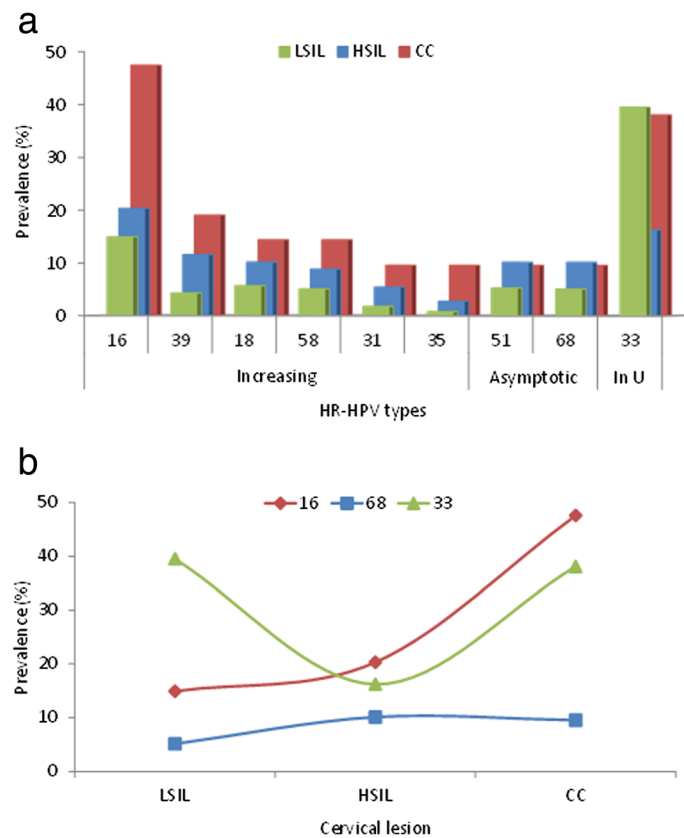 a
LSIL HSIL CC
Prevalence (%)
50
40
30
20
10
0
16 39 18 58 31 35 51 68 33
Increasing Asymptotic In U
HR-HPV types
b
16 68 33
Prevalence (%)
50
40
30
20
10
0
LSIL HSIL CC
Cervical lesion